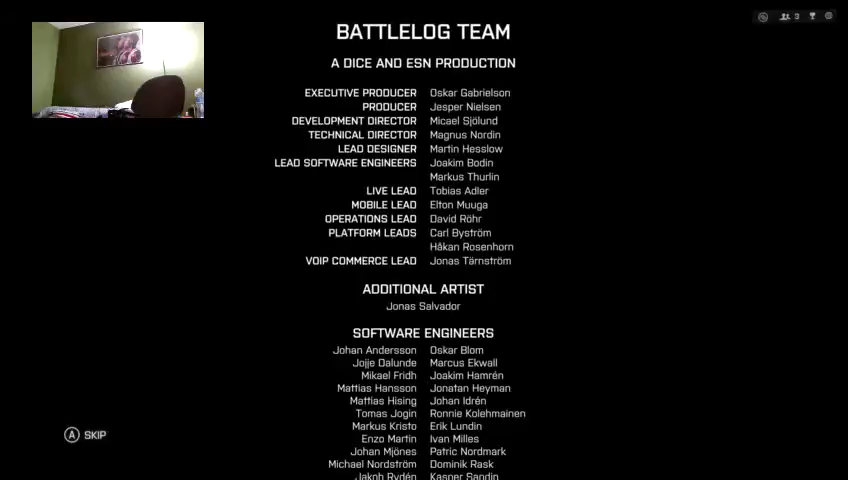 3
BATTLELOG TEAM
A DICE AND ESN PRODUCTION
EXECUTIVE PRODUCER Oskar Gabrielson
PRODUCER Jesper Nielsen
DEVELOPMENT DIRECTOR Micael Sjölund
TECHNICAL DIRECTOR Magnus Nordin
LEAD DESIGNER Martin Hesslow
LEAD SOFTWARE ENGINEERS Joakim Bodin
Markus Thurlin
LIVE LEAD Tobias Adler
MOBILE LEAD Elton Muuga
OPERATIONS LEAD David Röhr
PLATFORM LEADS Carl Byström
Håkan Rosenhorn
VOIP COMMERCE LEAD Jonas Tärnström
ADDITIONAL ARTIST
Jonas Salvador
SOFTWARE ENGINEERS
Johan Andersson Oskar Blom
Jojje Dalunde Marcus Ekwall
Mikael Fridh Joakim Hamrén
Mattias Hansson Jonatan Heyman
Mattias Hising Johan Idrén
Tomas Jogin Ronnie Kolehmainen
Markus Kristo Erik Lundin
Enzo Martin Ivan Milles
Johan Mjönes Patric Nordmark
Michael Nordström Dominik Rask
Jakob Rydén Kasper Sandin
A SKIP